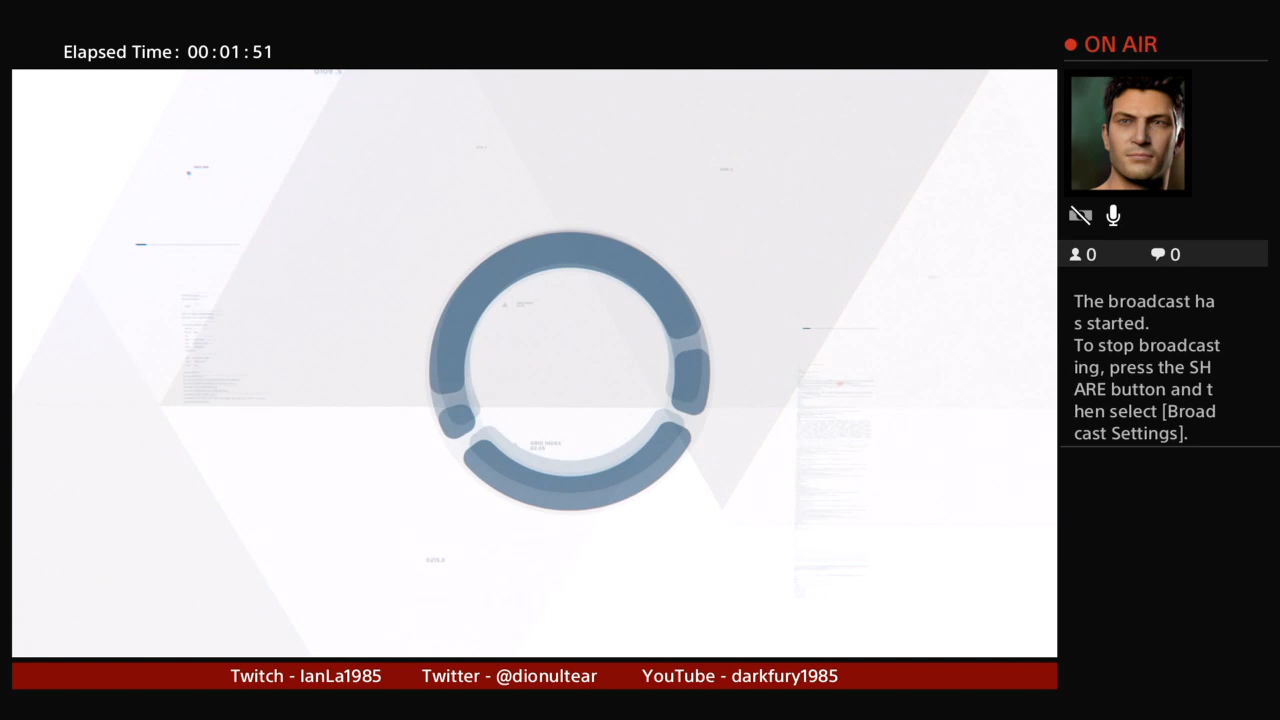 Elapsed Time: 00:01:51
ON AIR
0 0
The broadcast ha
s started.
To stop broadcast
ing, press the SH
ARE button and t
hen select [Broad
cast Settings].
Twitch - IanLa1985 Twitter - @dionultear YouTube - darkfury1985